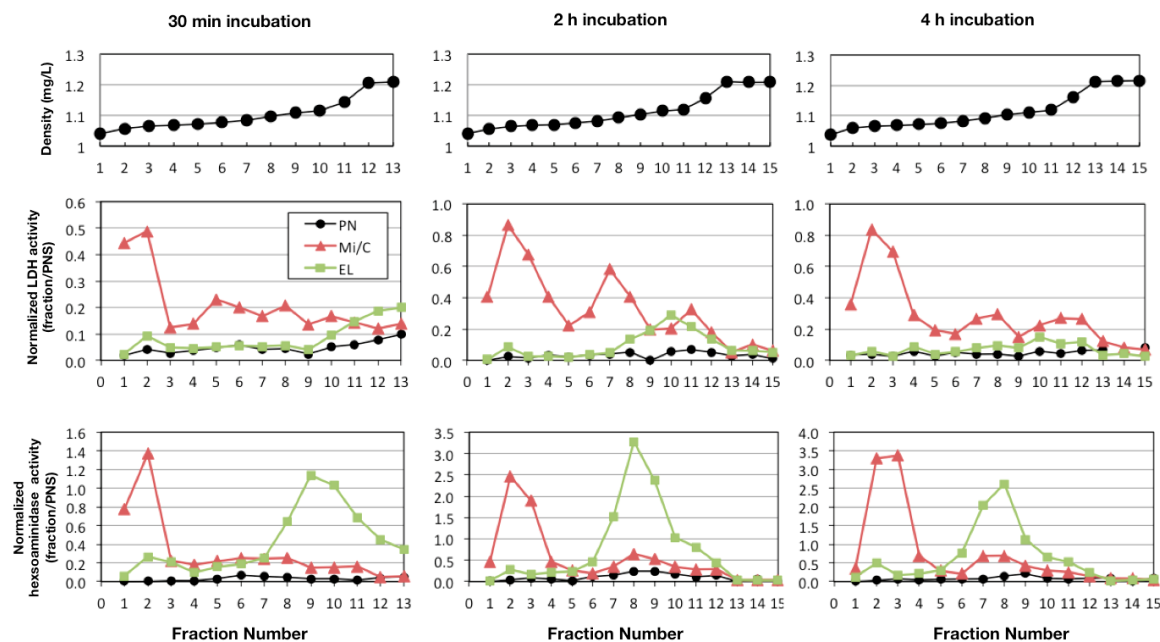 30 min incubation 2 h incubation 4 h incubation
Density (mg/L)
1.3 1.3 1.3
1.2 1.2 1.2
1.1 1.1 1.1
1 1 1
1 2 3 4 5 6 7 8 9 10 11 12 13
1 2 3 4 5 6 7 8 9 10 11 12 13 14 15
1 2 3 4 5 6 7 8 9 10 11 12 13 14 15
Normalized LDH activity
(fraction/PNS)
0.6 1.0 1.0
0.5 0.8 0.8
0.4 0.6 0.6
0.3 0.4 0.4
0.2 0.2 0.2
0.1 0.0 0.0
0.0
PN
Mi/C
EL
0 1 2 3 4 5 6 7 8 9 10 11 12 13
0 1 2 3 4 5 6 7 8 9 10 11 12 13 14 15
0 1 2 3 4 5 6 7 8 9 10 11 12 13 14 15
Normalized
hexsoaminidase activity
(fraction/PNS)
1.6 3.5 4.0
1.4 3.0 3.5
1.2 2.5 3.0
1.0 2.0 2.5
0.8 1.5 2.0
0.6 1.0 1.5
0.4 0.5 1.0
0.2 0.0 0.5
0.0 0.0
0 1 2 3 4 5 6 7 8 9 10 11 12 13
0 1 2 3 4 5 6 7 8 9 10 11 12 13 14 15
0 1 2 3 4 5 6 7 8 9 10 11 12 13 14 15
Fraction Number Fraction Number Fraction Number